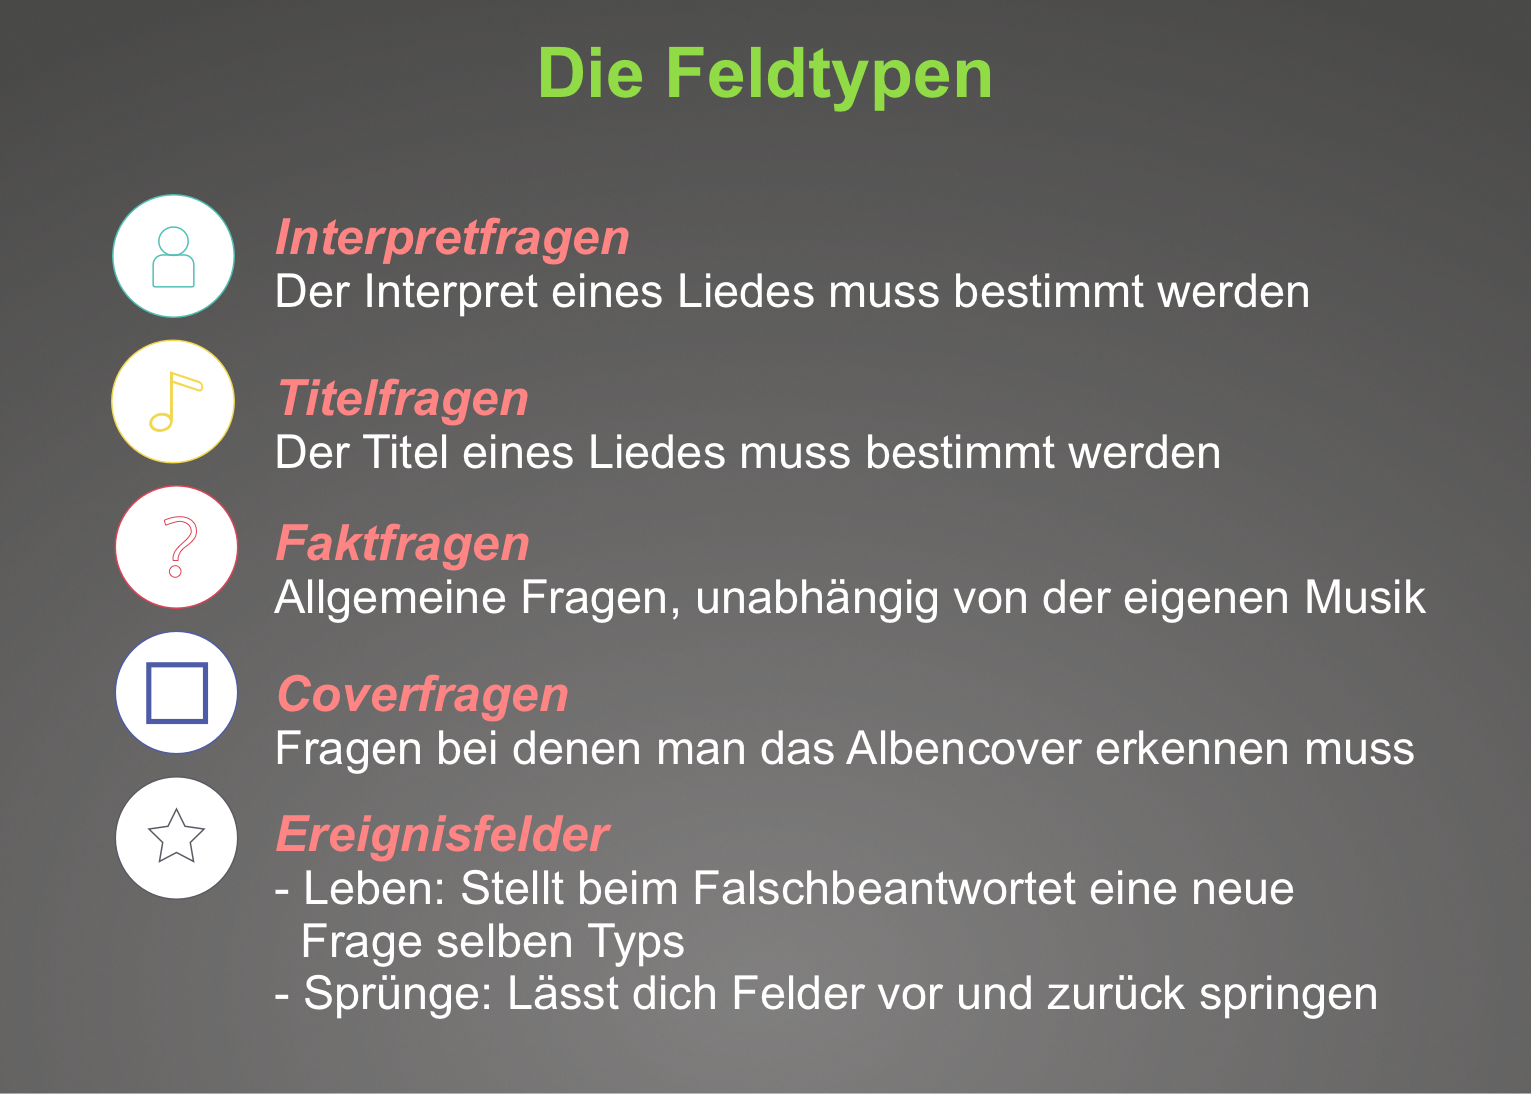 Die Feldtypen
Interpretfragen
Der Interpret eines Liedes muss bestimmt werden
Titelfragen
Der Titel eines Liedes muss bestimmt werden
Faktfragen
Allgemeine Fragen, unabhängig von der eigenen Musik
Coverfragen
Fragen bei denen man das Albencover erkennen muss
Ereignisfelder
- Leben: Stellt beim Falschbeantwortet eine neue
Frage selben Typs
- Sprünge: Lässt dich Felder vor und zurück springen